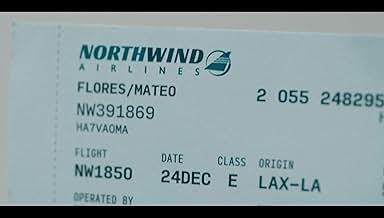 NORTHWIND
AIRLINES
FLORES/MATEO
2 055 248295
NW391869
HA7VAOMA
FLIGHT DATE CLASS ORIGIN
NW1850 24DEC E LAX-LA
OPERATED BY